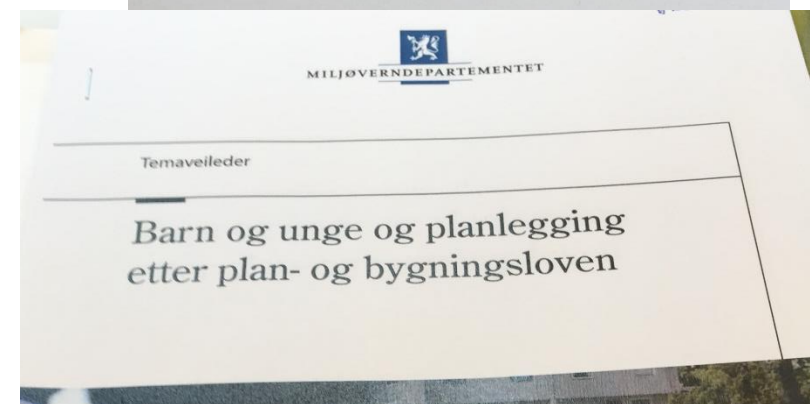 MILJØVERNDEPARTEMENTET
Temaveileder
Barn og unge og planlegging
etter plan- og bygningsloven